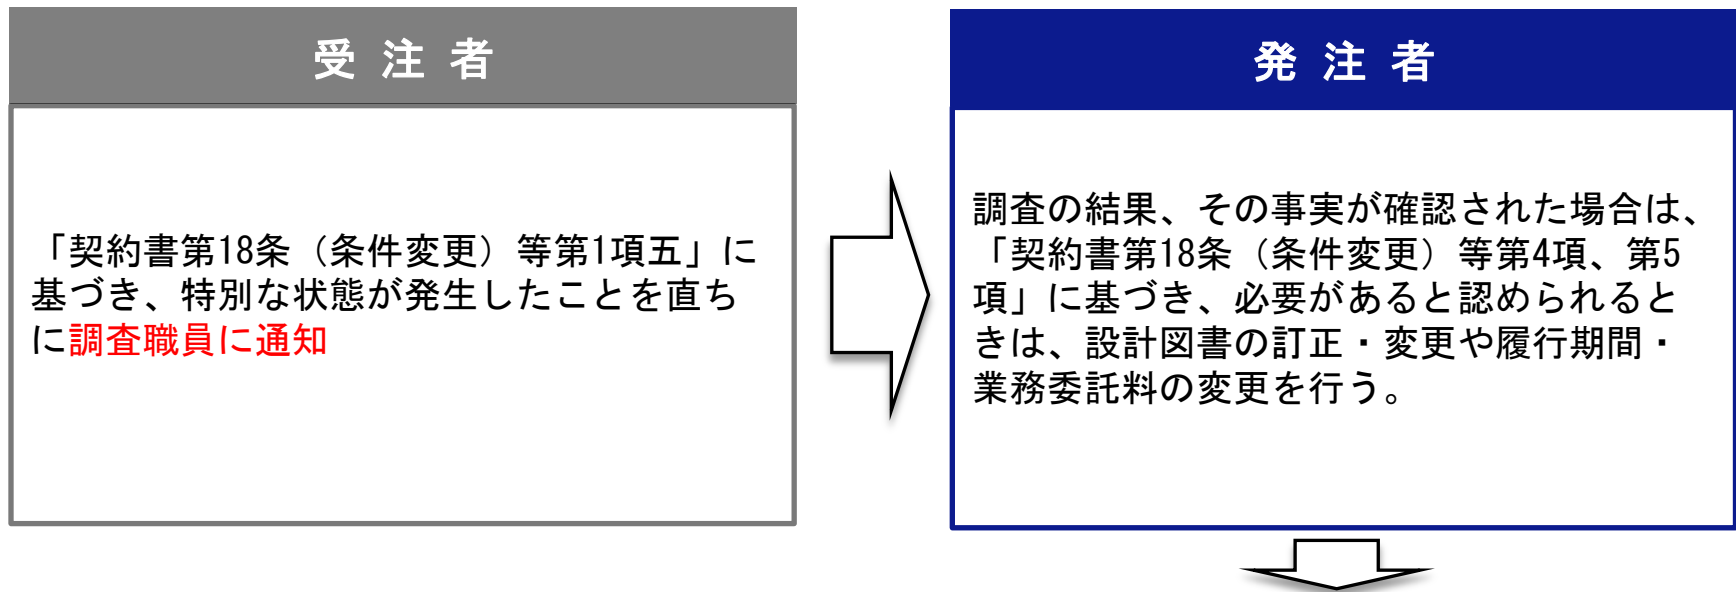 受 注 者
「契約書第18条（条件変更）等第1項五」に
基づき、特別な状態が発生したことを直ち
に調査職員に通知
発 注 者
調査の結果、その事実が確認された場合は、
「契約書第18条（条件変更）等第4項、第5
項」に基づき、必要があると認められると
きは、設計図書の訂正・変更や履行期間・
業務委託料の変更を行う。